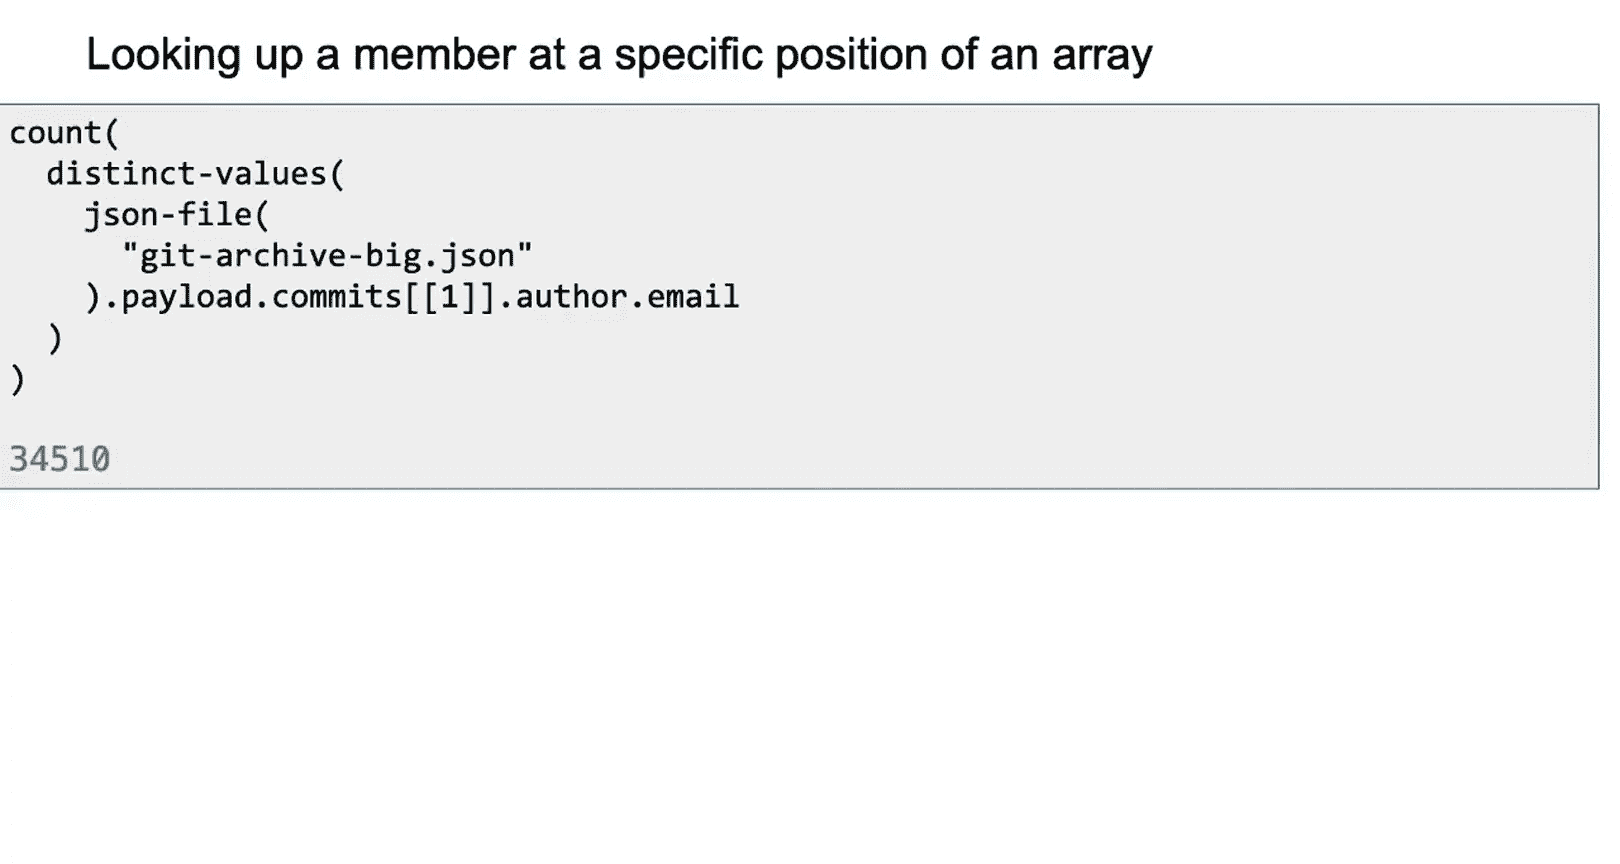 Looking up a member at a specific position of an array
count(
  distinct-values(
    json-file(
      "git-archive-big.json"
    ).payload.commits[[1]].author.email
  )
)
34510